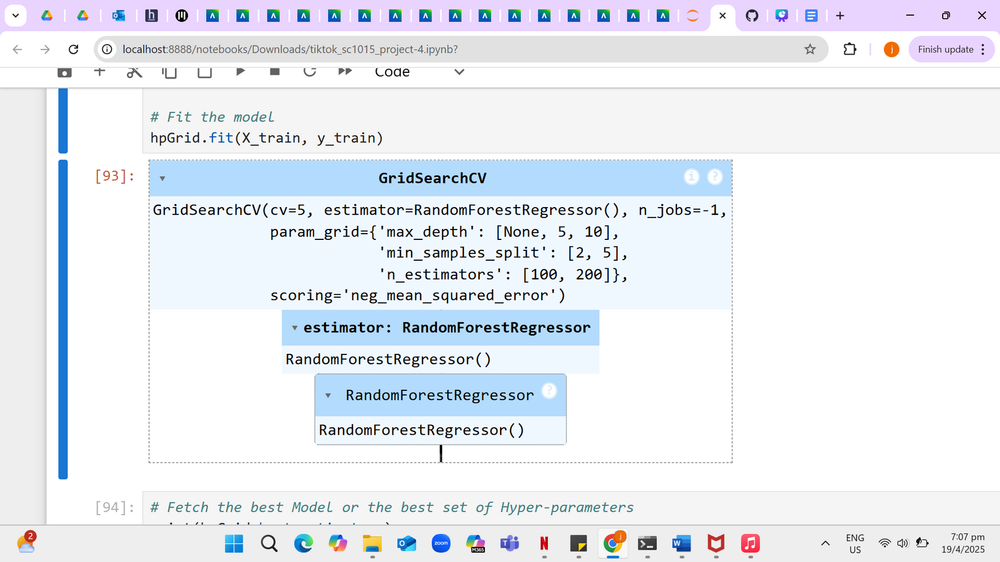 localhost:8888/notebooks/Downloads/tiktok_sc1015_project-4.ipynb?
j
Finish update
Code
# Fit the model
hpGrid.fit(X_train, y_train)
[93]:
GridSearchCV
i ?
GridSearchCV(cv=5, estimator=RandomForestRegressor(), n_jobs=-1,
param_grid={'max_depth': [None, 5, 10],
'min_samples_split': [2, 5],
'n_estimators': [100, 200]},
scoring='neg_mean_squared_error')
estimator: RandomForestRegressor
RandomForestRegressor()
RandomForestRegressor ?
RandomForestRegressor()
[94]:
# Fetch the best Model or the best set of Hyper-parameters
2
zoom
M365
j
ENG
US
7:07 pm
19/4/2025